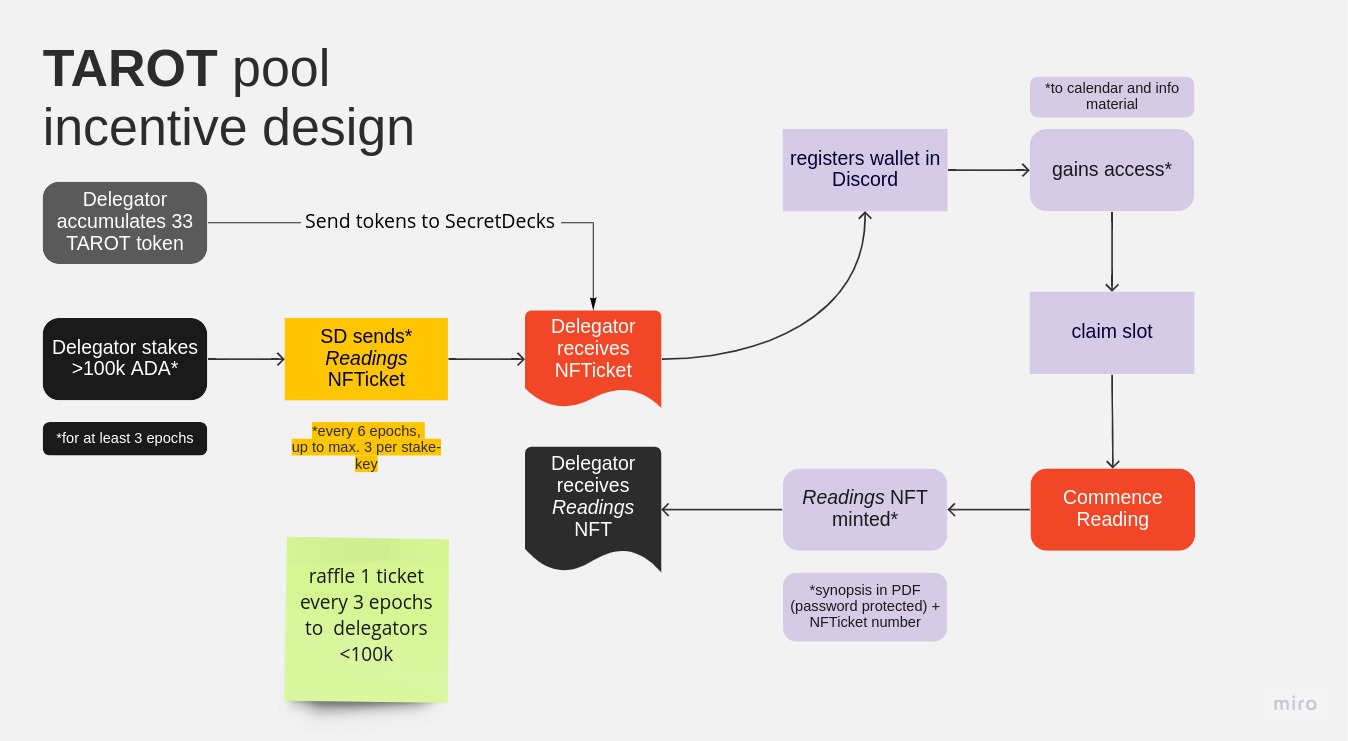 TAROT pool
incentive design
Delegator
accumulates 33
TAROT token
Send tokens to SecretDecks
Delegator stakes
>100k ADA*
*for at least 3 epochs
SD sends*
Readings
NFTicket
*every 6 epochs,
up to max. 3 per stake-
key
Delegator
receives
NFTicket
registers wallet in
Discord
*to calendar and info
material
gains access*
claim slot
Commence
Reading
Readings NFT
minted*
*synopsis in PDF
(password protected) +
NFTicket number
Delegator
receives
Readings
NFT
raffle 1 ticket
every 3 epochs
to  delegators
<100k
miro